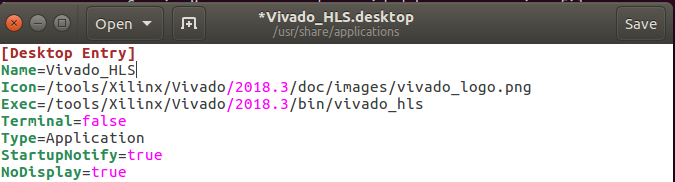 Open
*Vivado_HLS.desktop
/usr/share/applications
Save
[Desktop Entry]
Name=Vivado_HLS
Icon=/tools/Xilinx/Vivado/2018.3/doc/images/vivado_logo.png
Exec=/tools/Xilinx/Vivado/2018.3/bin/vivado_hls
Terminal=false
Type=Application
StartupNotify=true
NoDisplay=true